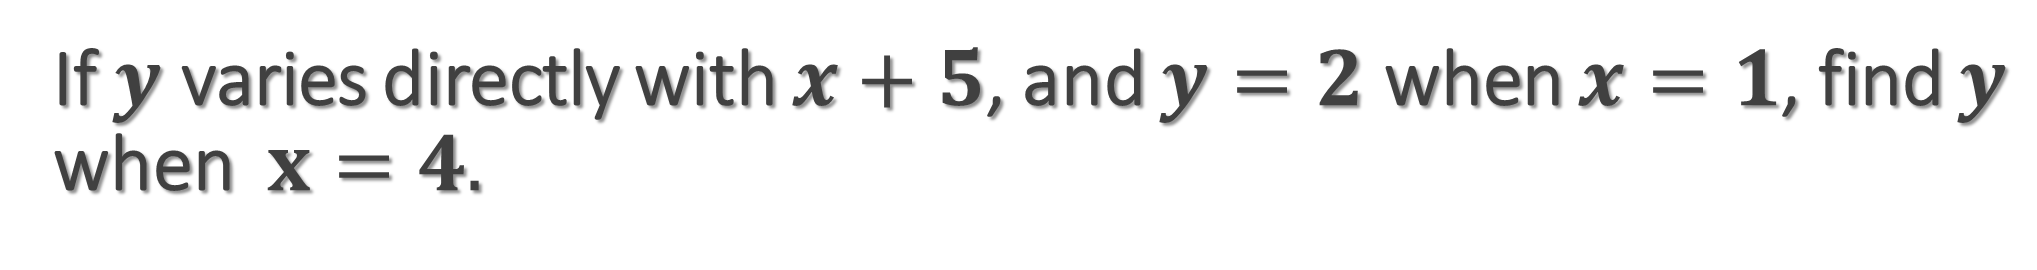 If y varies directly with x + 5, and y = 2 when x = 1, find y
when x = 4.